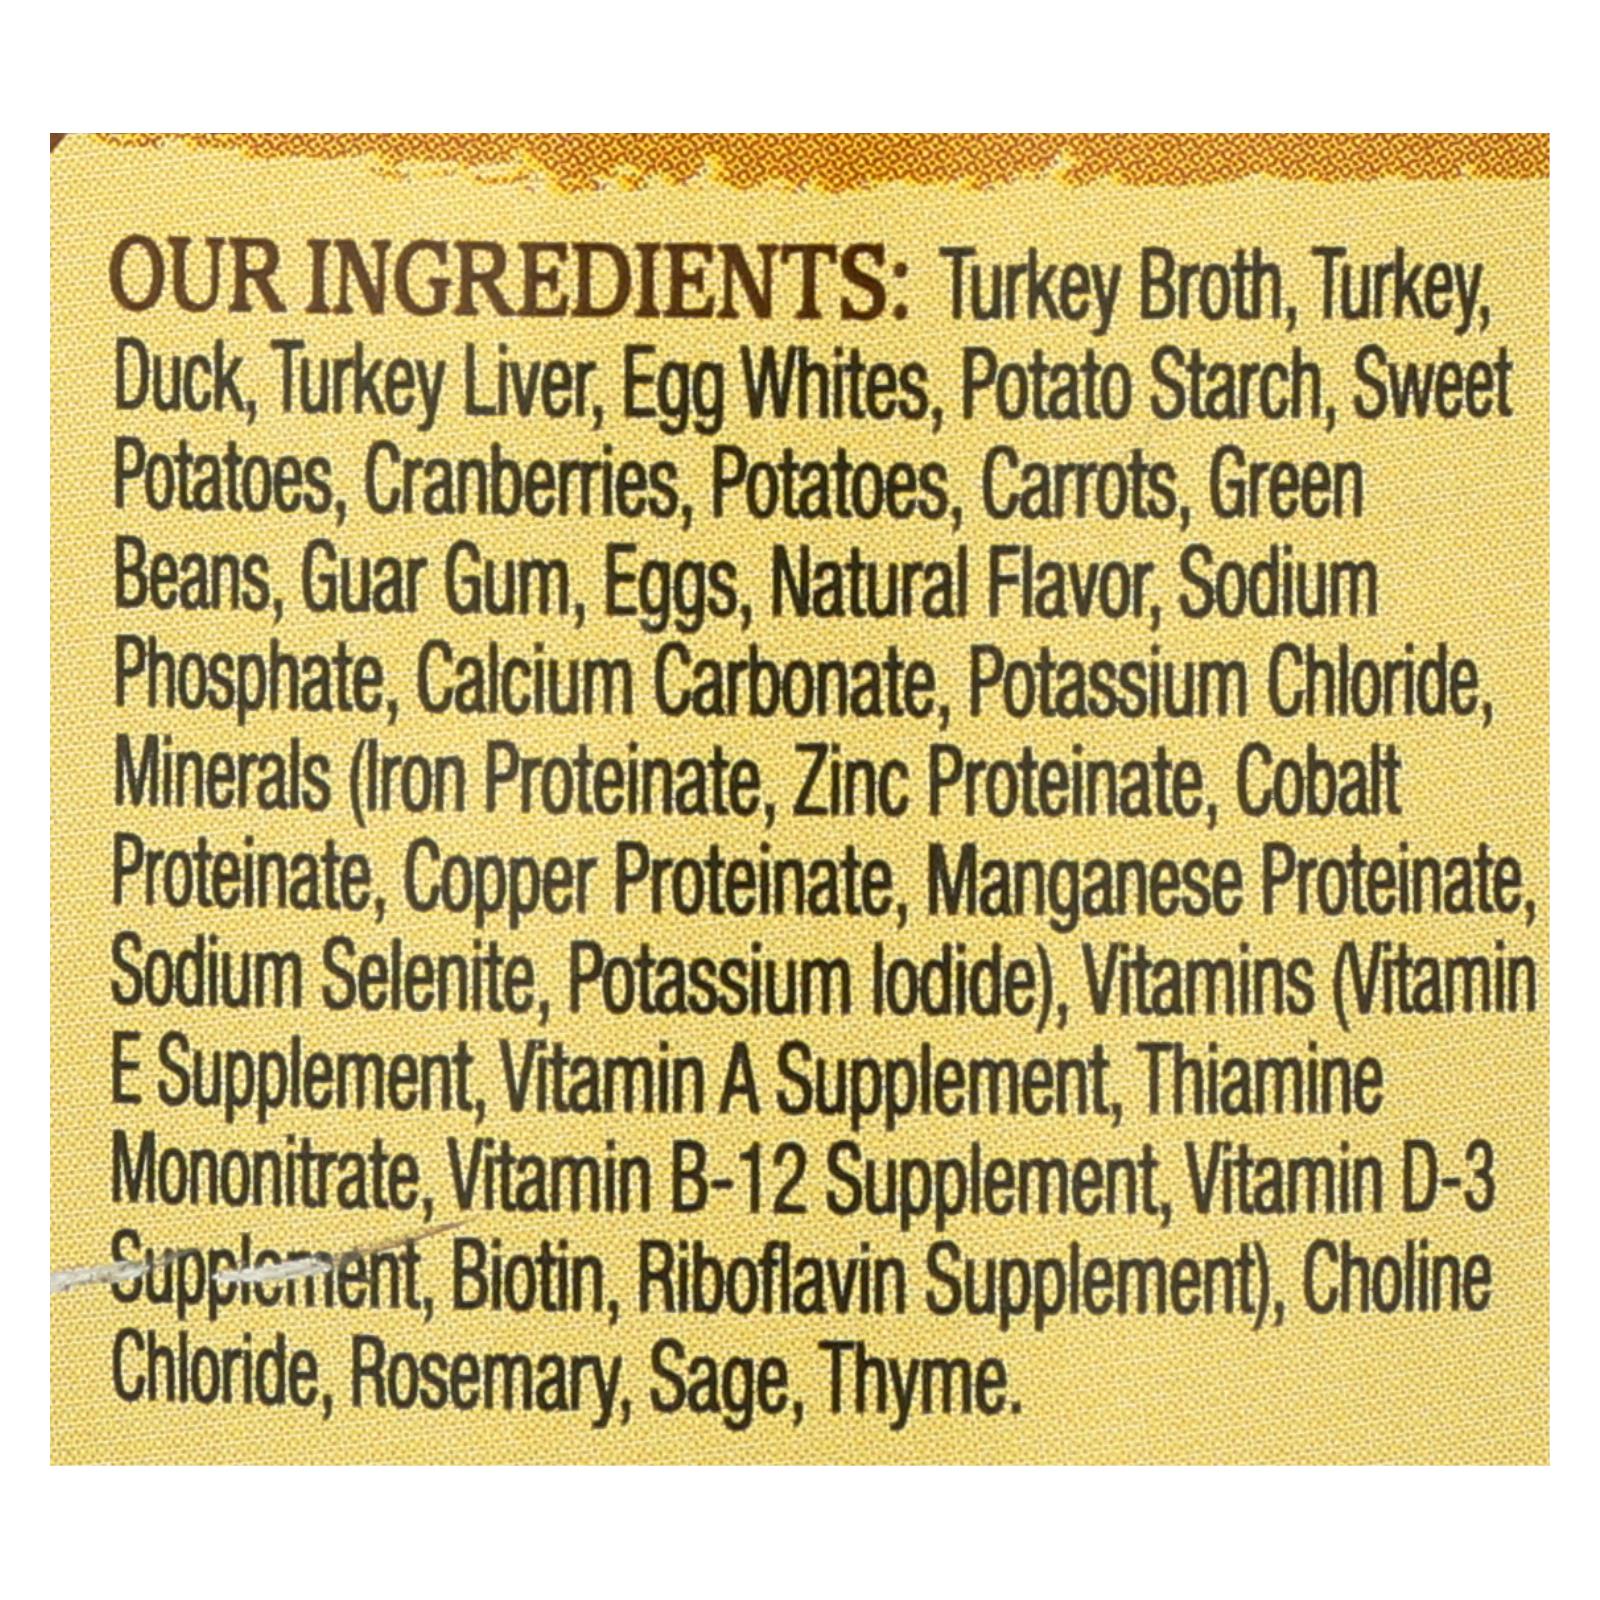 OUR INGREDIENTS: Turkey Broth, Turkey,
Duck, Turkey Liver, Egg Whites, Potato Starch, Sweet
Potatoes, Cranberries, Potatoes, Carrots, Green
Beans, Guar Gum, Eggs, Natural Flavor, Sodium
Phosphate, Calcium Carbonate, Potassium Chloride,
Minerals (Iron Proteinate, Zinc Proteinate, Cobalt
Proteinate, Copper Proteinate, Manganese Proteinate,
Sodium Selenite, Potassium Iodide), Vitamins (Vitamin
E Supplement, Vitamin A Supplement, Thiamine
Mononitrate, Vitamin B-12 Supplement, Vitamin D-3
Supplement, Biotin, Riboflavin Supplement), Choline
Chloride, Rosemary, Sage, Thyme.